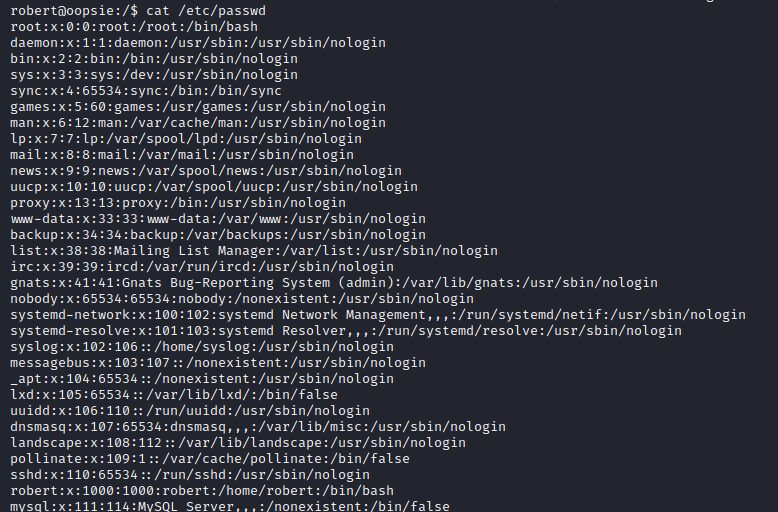 robert@oopsie:/$ cat /etc/passwd
root:x:0:0:root:/root:/bin/bash
daemon:x:1:1:daemon:/usr/sbin:/usr/sbin/nologin
bin:x:2:2:bin:/bin:/usr/sbin/nologin
sys:x:3:3:sys:/dev:/usr/sbin/nologin
sync:x:4:65534:sync:/bin:/bin/sync
games:x:5:60:games:/usr/games:/usr/sbin/nologin
man:x:6:12:man:/var/cache/man:/usr/sbin/nologin
lp:x:7:7:lp:/var/spool/lpd:/usr/sbin/nologin
mail:x:8:8:mail:/var/mail:/usr/sbin/nologin
news:x:9:9:news:/var/spool/news:/usr/sbin/nologin
uucp:x:10:10:uucp:/var/spool/uucp:/usr/sbin/nologin
proxy:x:13:13:proxy:/bin:/usr/sbin/nologin
www-data:x:33:33:www-data:/var/www:/usr/sbin/nologin
backup:x:34:34:backup:/var/backups:/usr/sbin/nologin
list:x:38:38:Mailing List Manager:/var/list:/usr/sbin/nologin
irc:x:39:39:ircd:/var/run/ircd:/usr/sbin/nologin
gnats:x:41:41:Gnats Bug-Reporting System (admin):/var/lib/gnats:/usr/sbin/nologin
nobody:x:65534:65534:nobody:/nonexistent:/usr/sbin/nologin
systemd-network:x:100:102:systemd Network Management,,,:/run/systemd/netif:/usr/sbin/nologin
systemd-resolve:x:101:103:systemd Resolver,,,:/run/systemd/resolve:/usr/sbin/nologin
syslog:x:102:106::/home/syslog:/usr/sbin/nologin
messagebus:x:103:107::/nonexistent:/usr/sbin/nologin
_apt:x:104:65534::/nonexistent:/usr/sbin/nologin
lxd:x:105:65534::/var/lib/lxd/:/bin/false
uuidd:x:106:110::/run/uuidd:/usr/sbin/nologin
dnsmasq:x:107:65534:dnsmasq,,,:/var/lib/misc:/usr/sbin/nologin
landscape:x:108:112::/var/lib/landscape:/usr/sbin/nologin
pollinate:x:109:1::/var/cache/pollinate:/bin/false
sshd:x:110:65534::/run/sshd:/usr/sbin/nologin
robert:x:1000:1000:robert:/home/robert:/bin/bash
mysql:x:111:114:MySQL Server,,,:/nonexistent:/bin/false